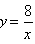 y = 8/x